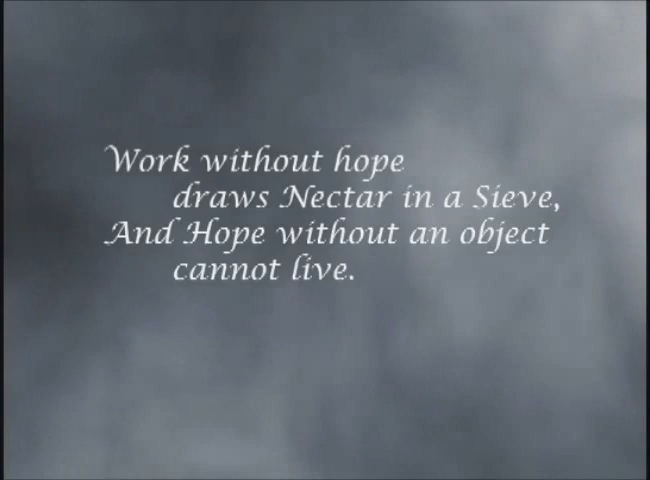 Work without hope
draws Nectar in a Sieve,
And Hope without an object
cannot live.